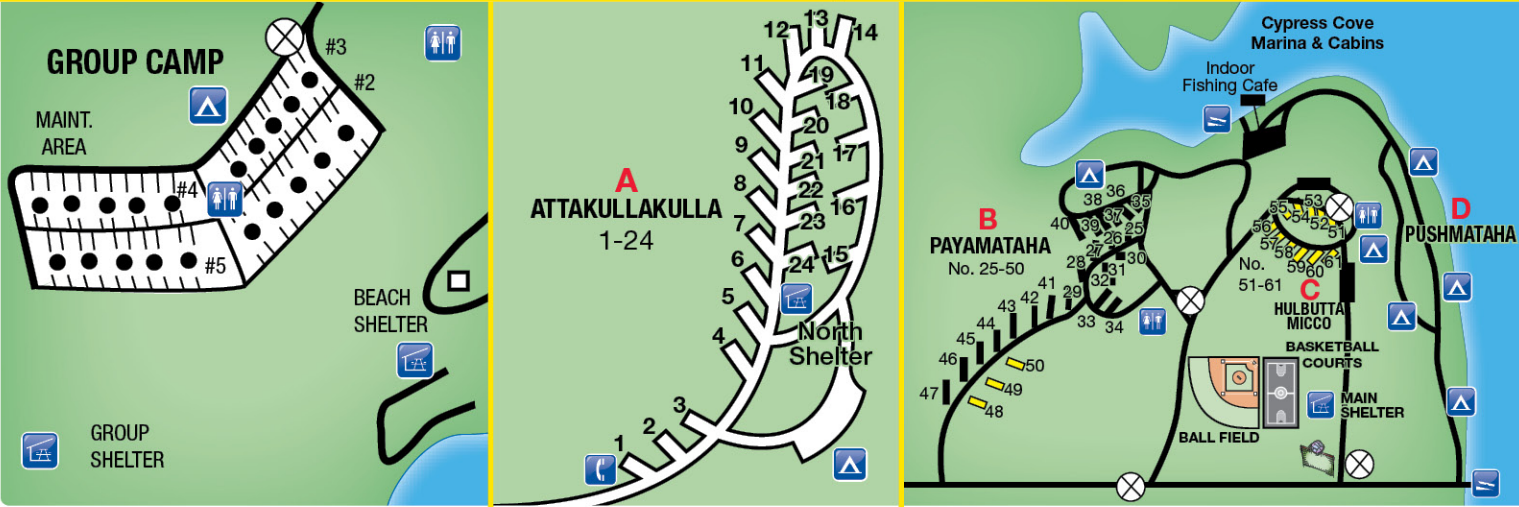 GROUP CAMP
#3
#2
MAINT.
AREA
#4
#5
BEACH
SHELTER
GROUP
SHELTER
A
ATTAKULLAKULLA
1-24
12
13
14
11
19
18
10
20
9
17
21
8
22
16
7
23
6
24
15
5
North
Shelter
4
3
2
1
Cypress Cove
Marina & Cabins
Indoor
Fishing Cafe
B
PAYAMATAHA
No. 25-50
36
38
35
37
40
39
25
26
27
30
28
31
32
29
41
42
43
33
34
44
45
46
47
50
49
48
53
55
54
52
51
56
57
58
59
60
61
No.
51-61
C
HULBUTTA
MICCO
D
PUSHMATAHA
BASKETBALL
COURTS
MAIN
SHELTER
BALL FIELD